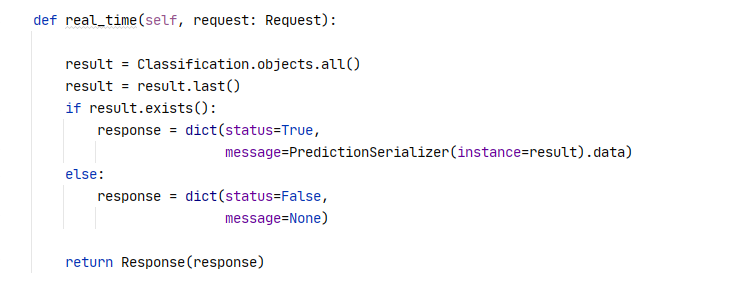 def real_time(self, request: Request):

    result = Classification.objects.all()
    result = result.last()
    if result.exists():
        response = dict(status=True,
                        message=PredictionSerializer(instance=result).data)
    else:
        response = dict(status=False,
                        message=None)

    return Response(response)